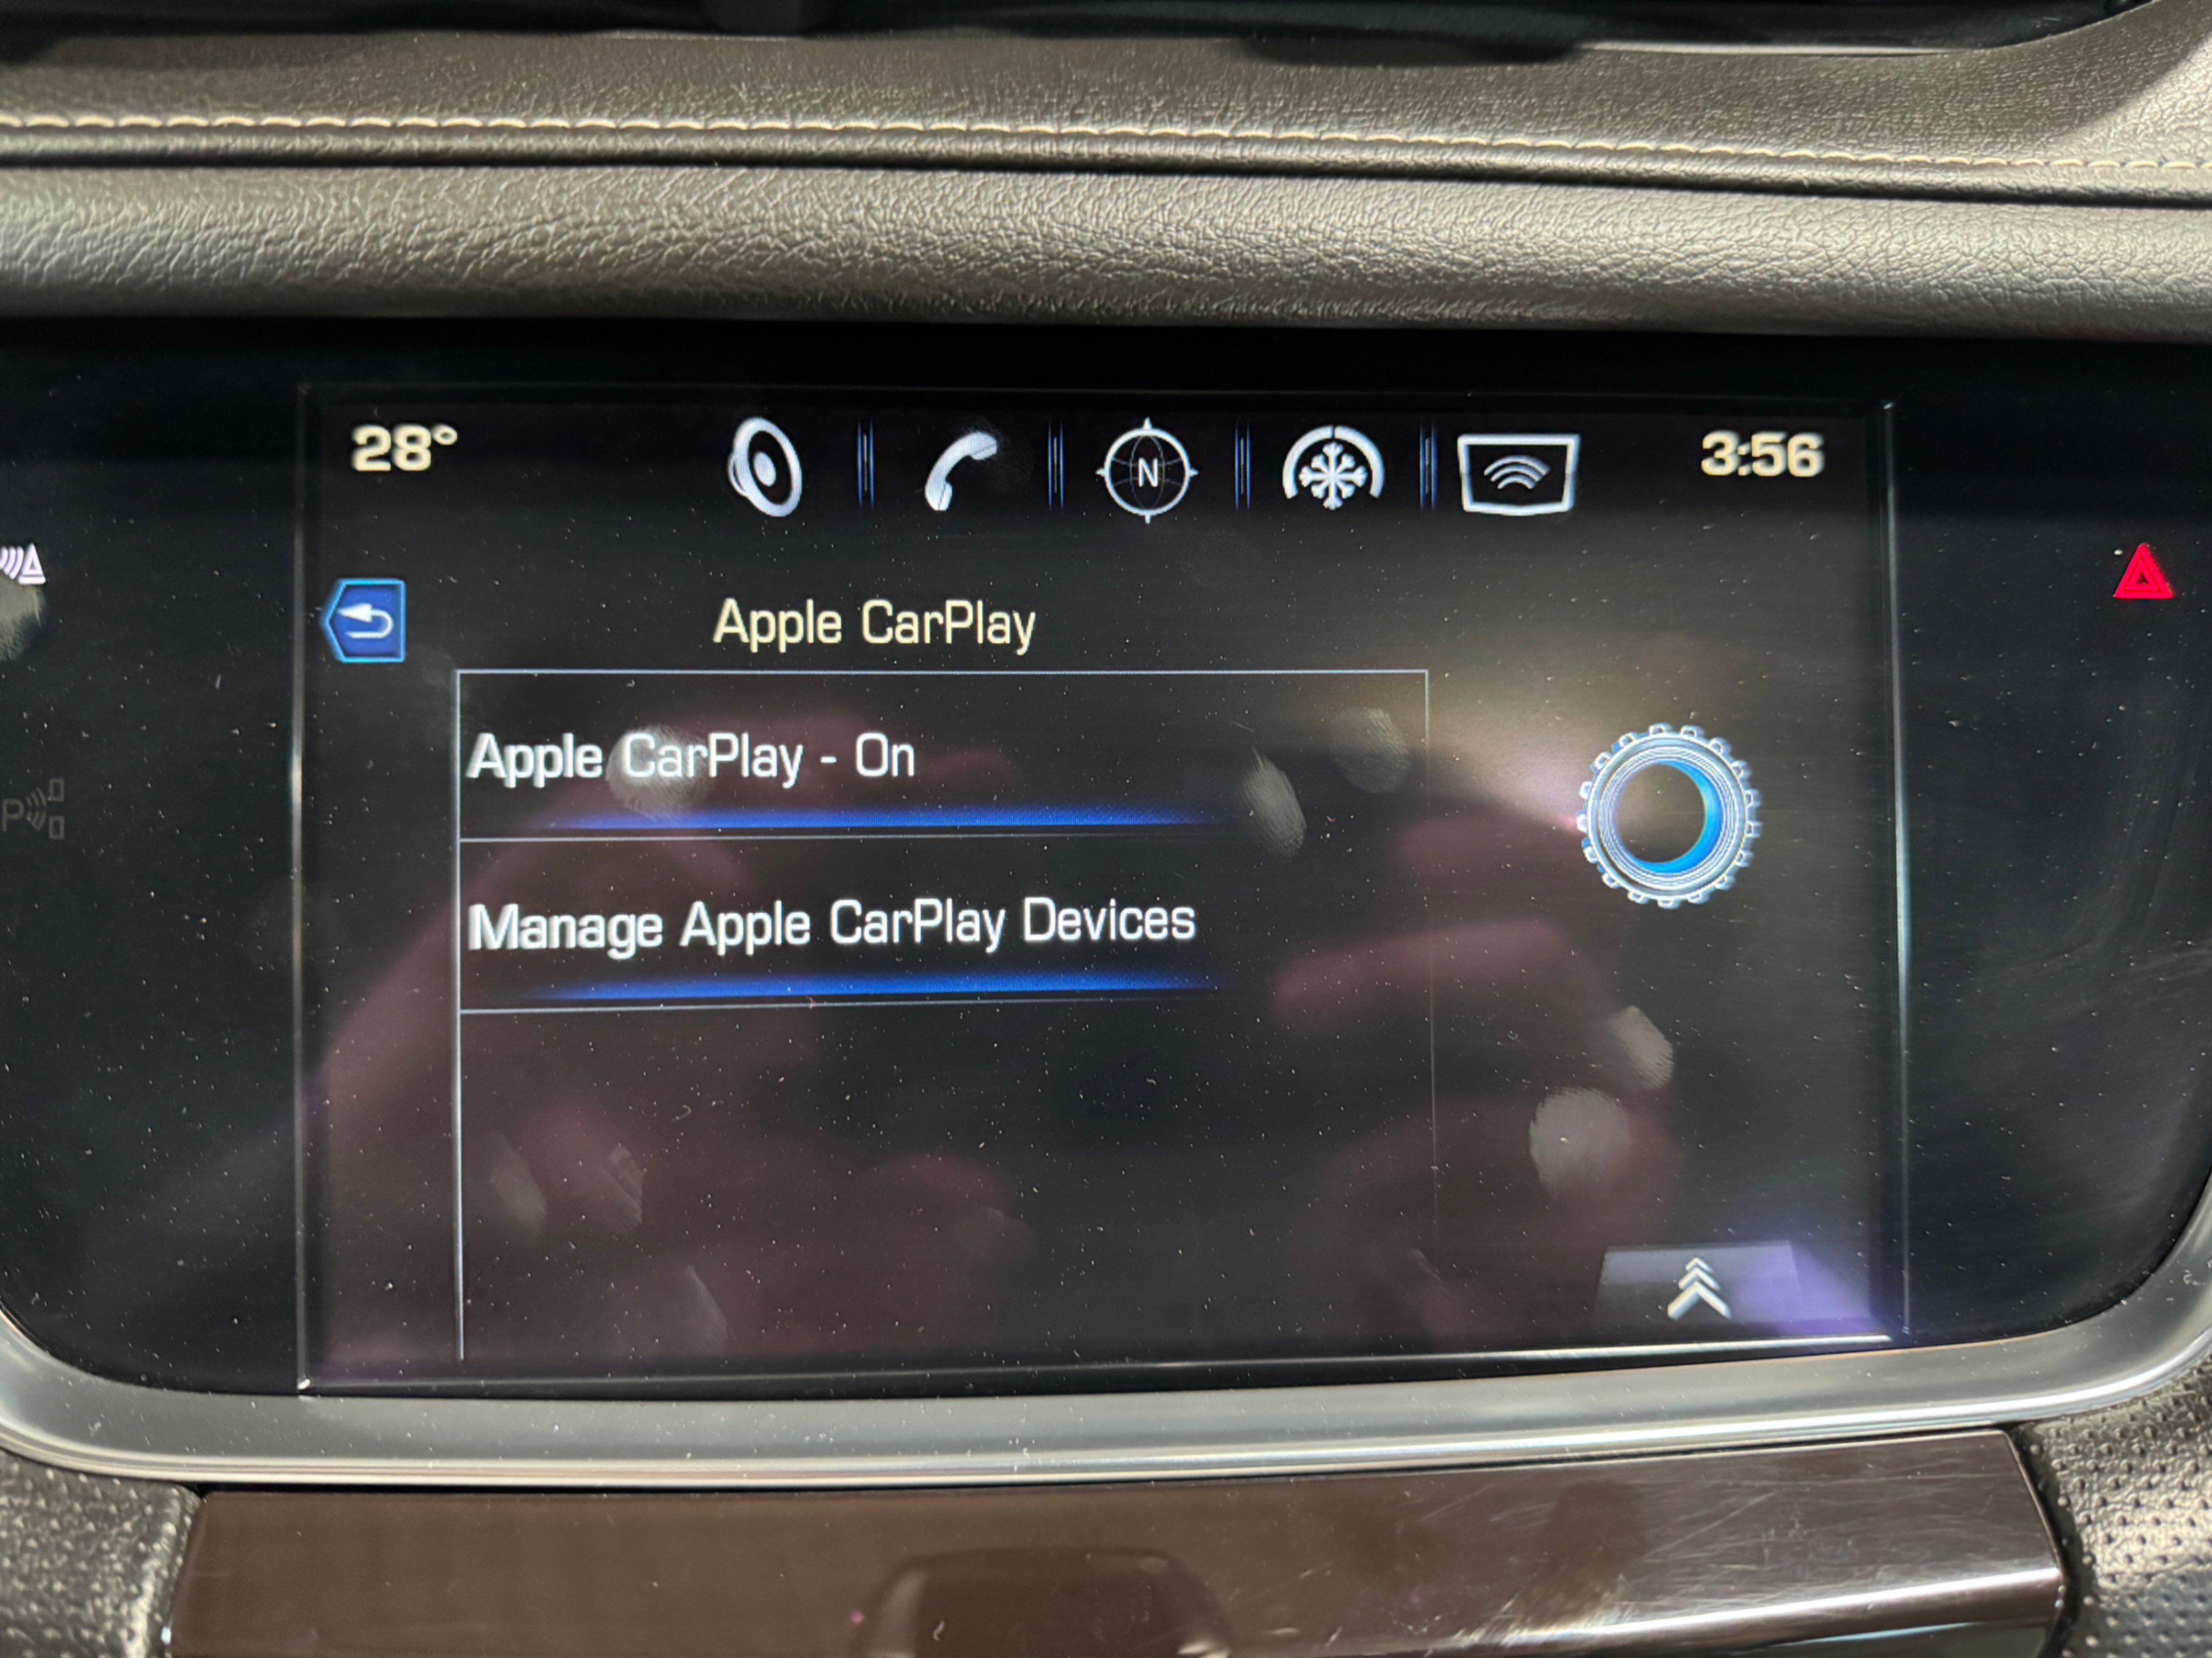 28°
N
3:56
Apple CarPlay
Apple CarPlay - On
Manage Apple CarPlay Devices
P